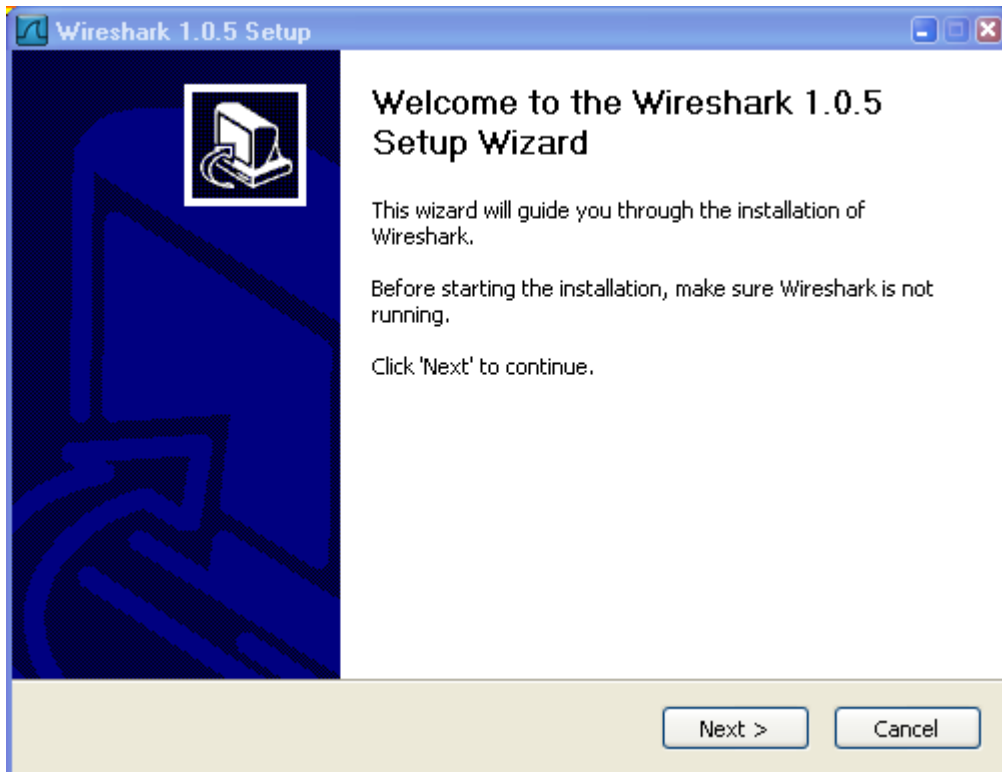 Wireshark 1.0.5 Setup
Welcome to the Wireshark 1.0.5
Setup Wizard
This wizard will guide you through the installation of
Wireshark.
Before starting the installation, make sure Wireshark is not
running.
Click 'Next' to continue.
Next >
Cancel